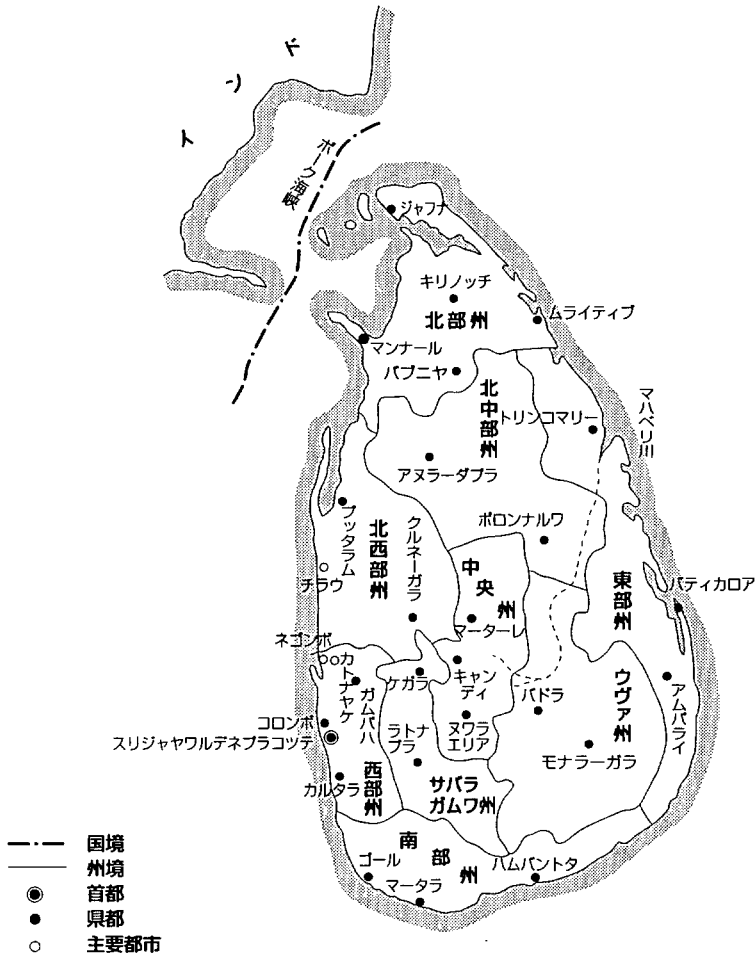 インド
ポーク海峡
ジャフナ
キリノッチ
北部州
ムライティブ
マンナール
バブニヤ
北中部州
トリンコマリー
マハベリ川
アヌラーダプラ
プッタラム
北西部州
クルネーガラ
ポロンナルワ
中央州
東部州
チラウ
バティカロア
マーターレ
ネゴンボ
カトナヤケ
ガムパハ
ケガラ
キャン
ディ
バドラ
ウヴァ州
アムパライ
コロンボ
スリジャヤワルデネプラコッテ
ラトナ
プラ
ヌワラ
エリア
モナラーガラ
カルタラ
西部州
サバラ
ガムワ州
南部州
ゴール
マータラ
ハムバントタ
国境
州境
首都
県都
主要都市